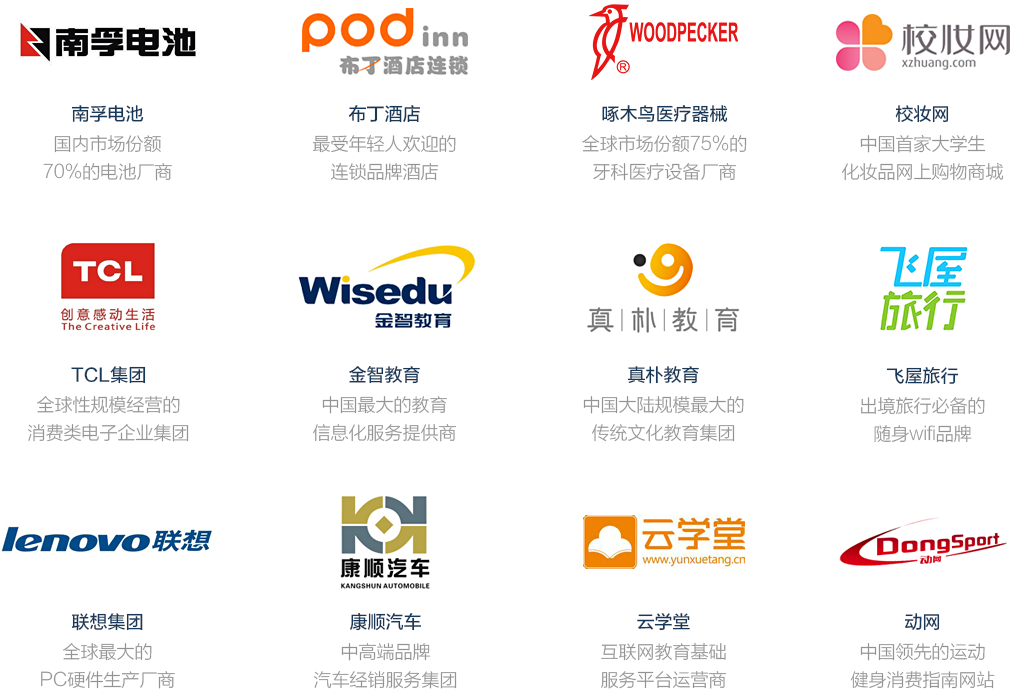 南孚电池
pod inn
布丁酒店连锁
WOODPECKER
®
校妆网
xzhuang.com
南孚电池
国内市场份额
70%的电池厂商
布丁酒店
最受年轻人欢迎的
连锁品牌酒店
啄木鸟医疗器械
全球市场份额75%的
牙科医疗设备厂商
校妆网
中国首家大学生
化妆品网上购物商城
TCL
创意感动生活
The Creative Life
Wisedu
金智教育
真|朴|教|育
飞屋
旅行
TCL集团
全球性规模经营的
消费类电子企业集团
金智教育
中国最大的教育
信息化服务提供商
真朴教育
中国大陆规模最大的
传统文化教育集团
飞屋旅行
出境旅行必备的
随身wifi品牌
lenovo联想
康顺汽车
KANGSHUN AUTOMOBILE
云学堂
www.yunxuetang.cn
DongSport
动网
联想集团
全球最大的
PC硬件生产厂商
康顺汽车
中高端品牌
汽车经销服务集团
云学堂
互联网教育基础
服务平台运营商
动网
中国领先的运动
健身消费指南网站